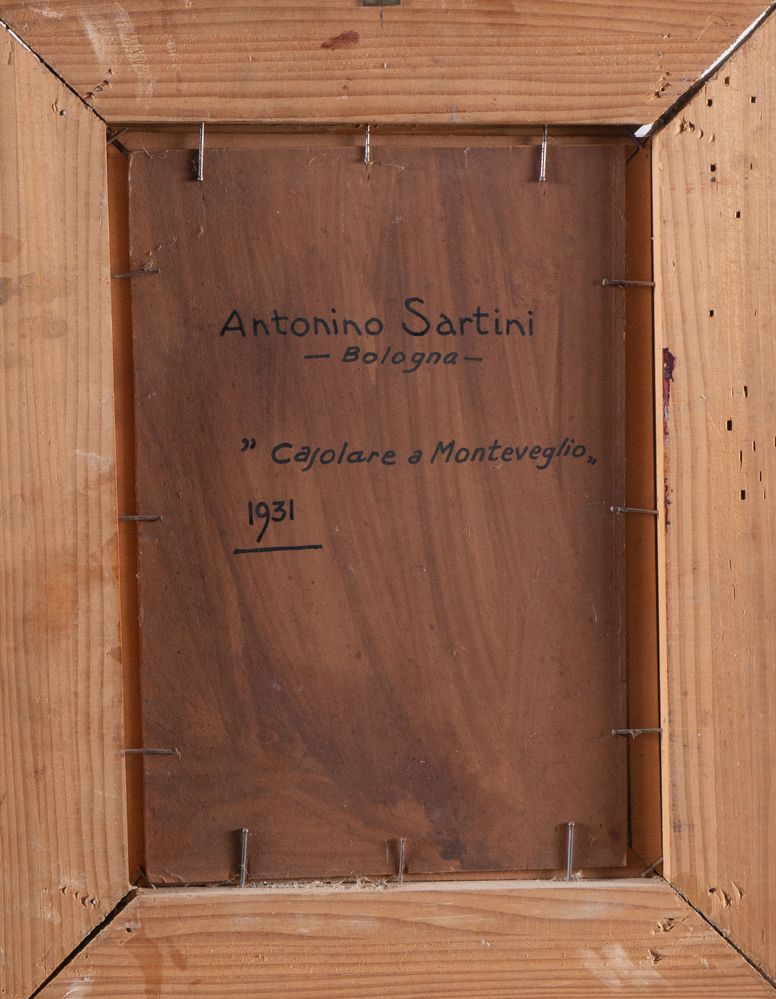 Antonino Sartini
— Bologna —
" Casolare a Monteveglio„
1931